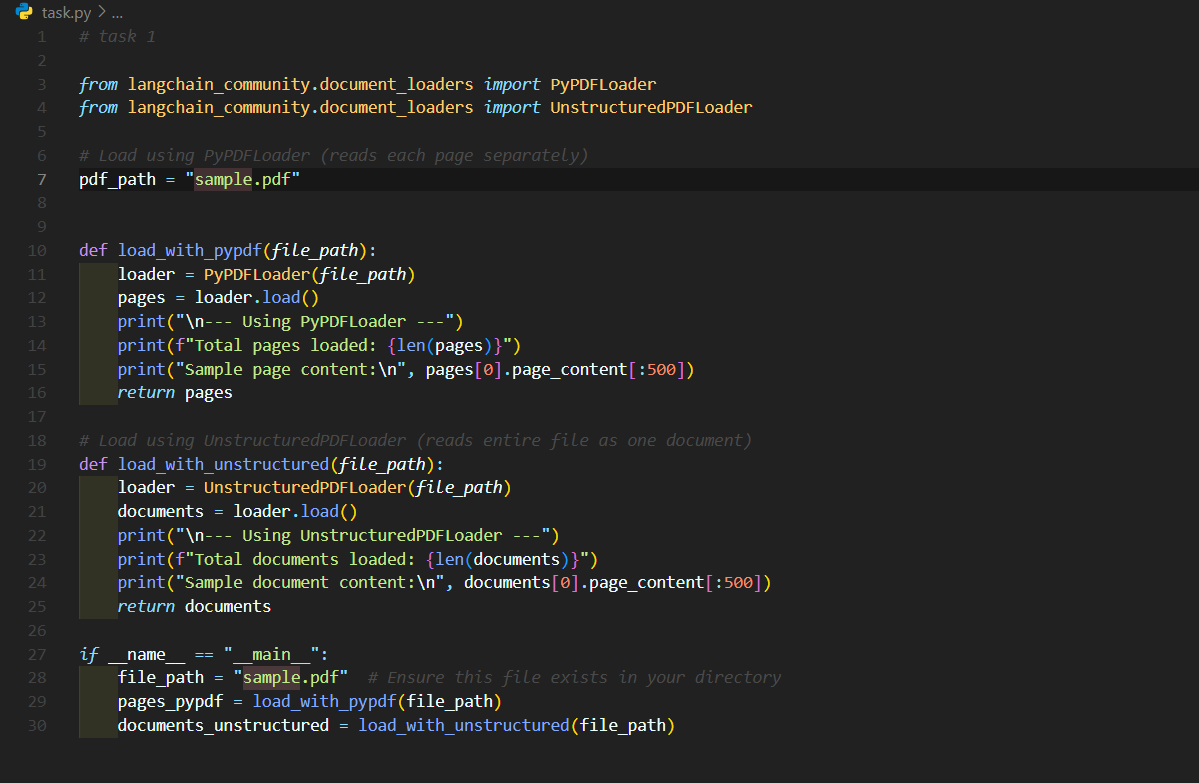 task.py > ...
1 # task 1
2
3 from langchain_community.document_loaders import PyPDFLoader
4 from langchain_community.document_loaders import UnstructuredPDFLoader
5
6 # Load using PyPDFLoader (reads each page separately)
7 pdf_path = "sample.pdf"
8
9
10 def load_with_pypdf(file_path):
11     loader = PyPDFLoader(file_path)
12     pages = loader.load()
13     print("\n--- Using PyPDFLoader ---")
14     print(f"Total pages loaded: {len(pages)}")
15     print("Sample page content:\n", pages[0].page_content[:500])
16     return pages
17
18 # Load using UnstructuredPDFLoader (reads entire file as one document)
19 def load_with_unstructured(file_path):
20     loader = UnstructuredPDFLoader(file_path)
21     documents = loader.load()
22     print("\n--- Using UnstructuredPDFLoader ---")
23     print(f"Total documents loaded: {len(documents)}")
24     print("Sample document content:\n", documents[0].page_content[:500])
25     return documents
26
27 if __name__ == "__main__":
28     file_path = "sample.pdf"  # Ensure this file exists in your directory
29     pages_pypdf = load_with_pypdf(file_path)
30     documents_unstructured = load_with_unstructured(file_path)